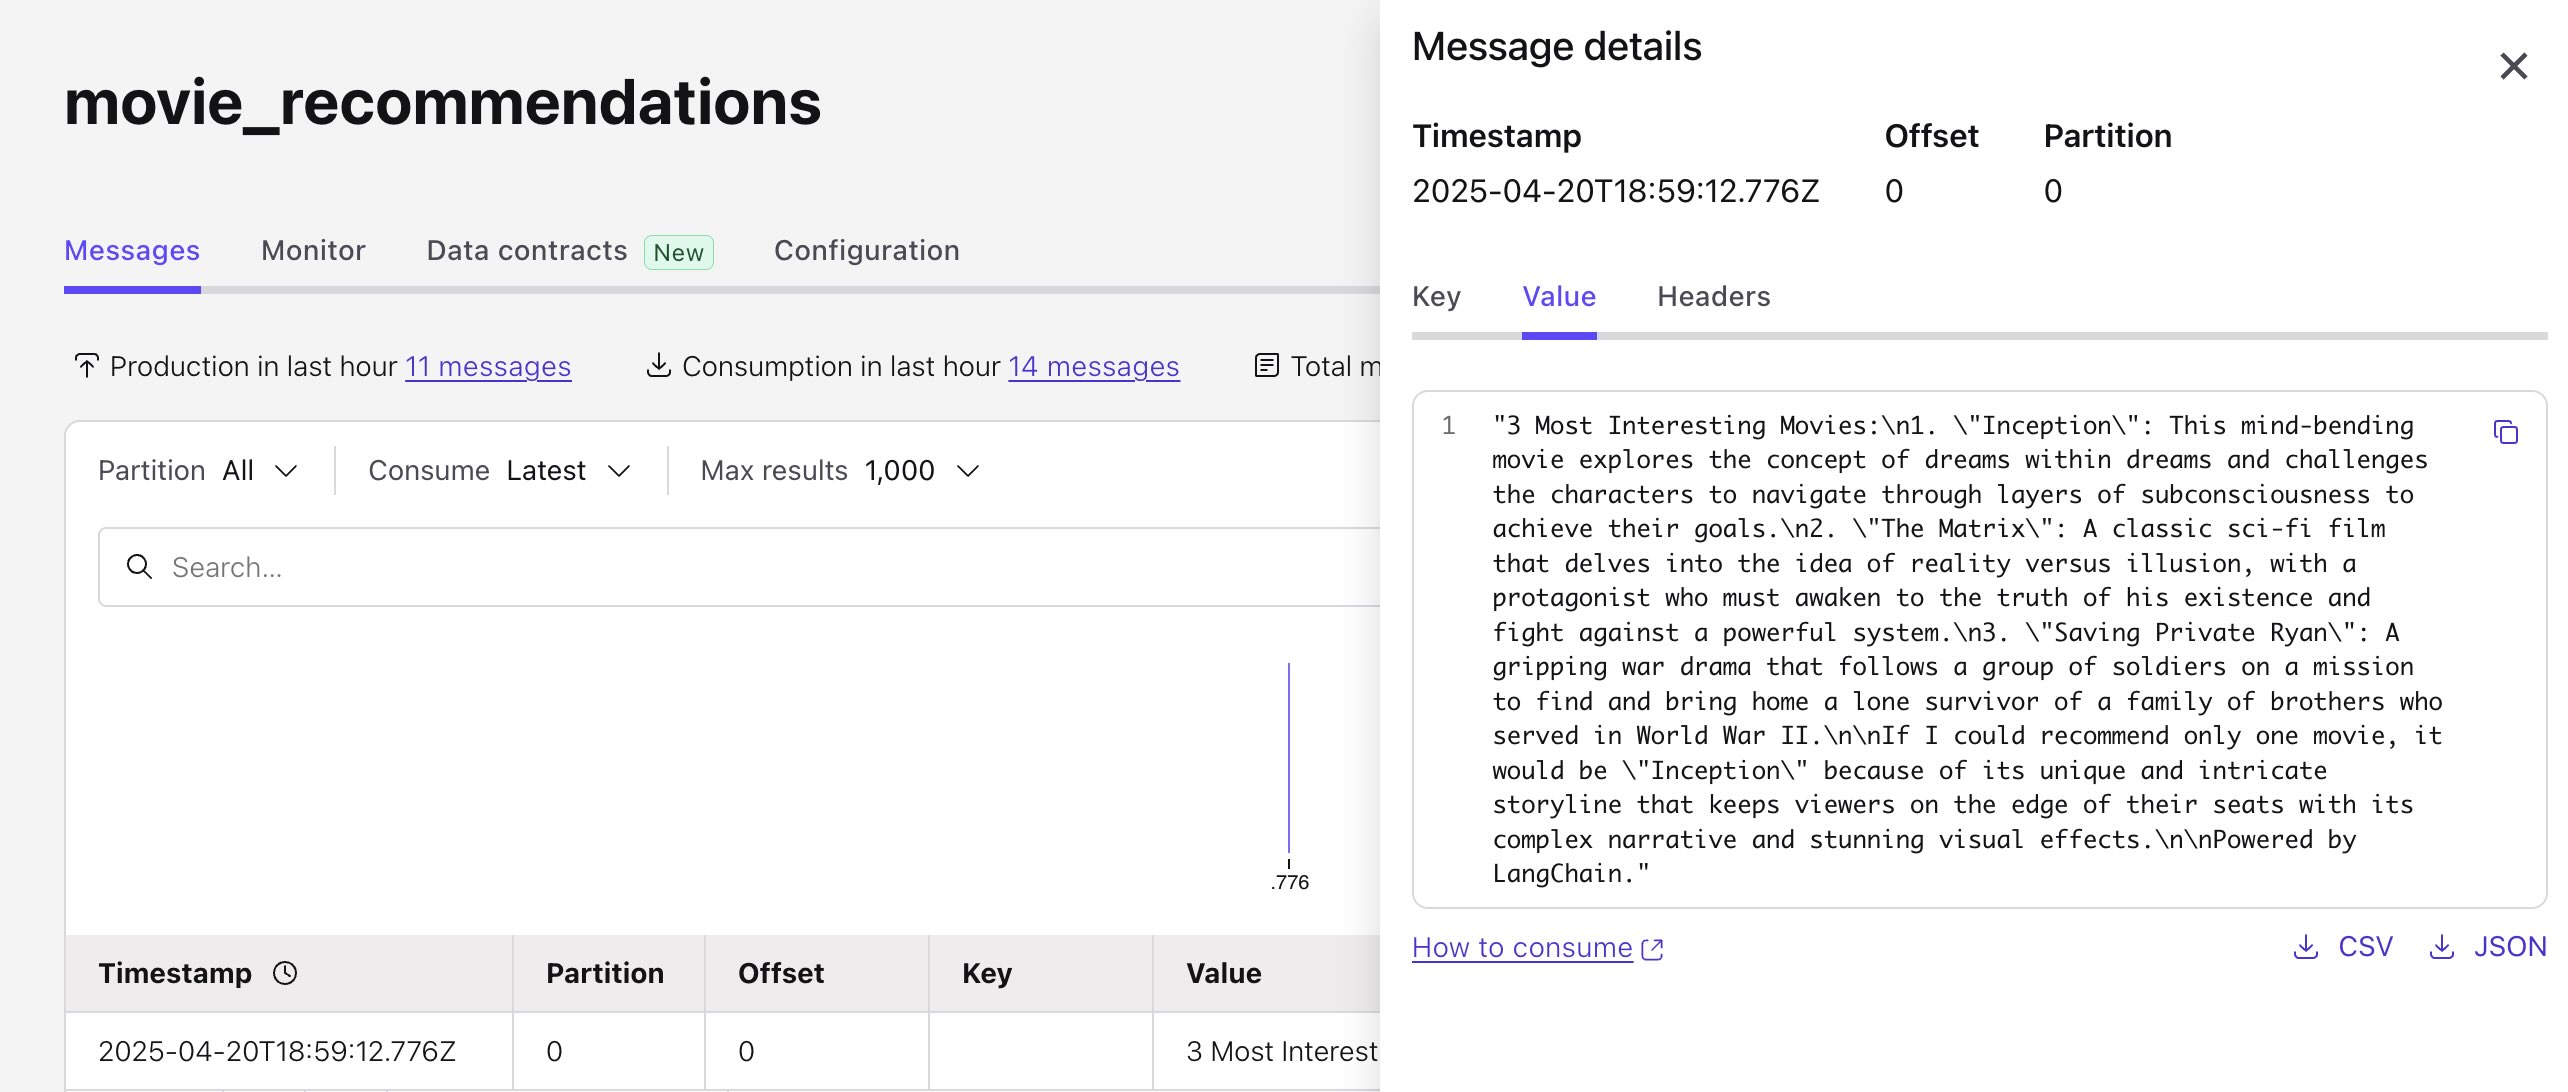 movie_recommendations
Messages Monitor Data contracts New Configuration
Production in last hour 11 messages Consumption in last hour 14 messages Total
Partition All Consume Latest Max results 1,000
Search...
.776
Timestamp Partition Offset Key Value
2025-04-20T18:59:12.776Z 0 0 3 Most Interest
Message details
Timestamp Offset Partition
2025-04-20T18:59:12.776Z 0 0
Key Value Headers
1 "3 Most Interesting Movies:\n1. \"Inception\": This mind-bending
movie explores the concept of dreams within dreams and challenges
the characters to navigate through layers of subconsciousness to
achieve their goals.\n2. \"The Matrix\": A classic sci-fi film
that delves into the idea of reality versus illusion, with a
protagonist who must awaken to the truth of his existence and
fight against a powerful system.\n3. \"Saving Private Ryan\": A
gripping war drama that follows a group of soldiers on a mission
to find and bring home a lone survivor of a family of brothers who
served in World War II.\n\nIf I could recommend only one movie, it
would be \"Inception\" because of its unique and intricate
storyline that keeps viewers on the edge of their seats with its
complex narrative and stunning visual effects.\n\nPowered by
LangChain."
How to consume CSV JSON